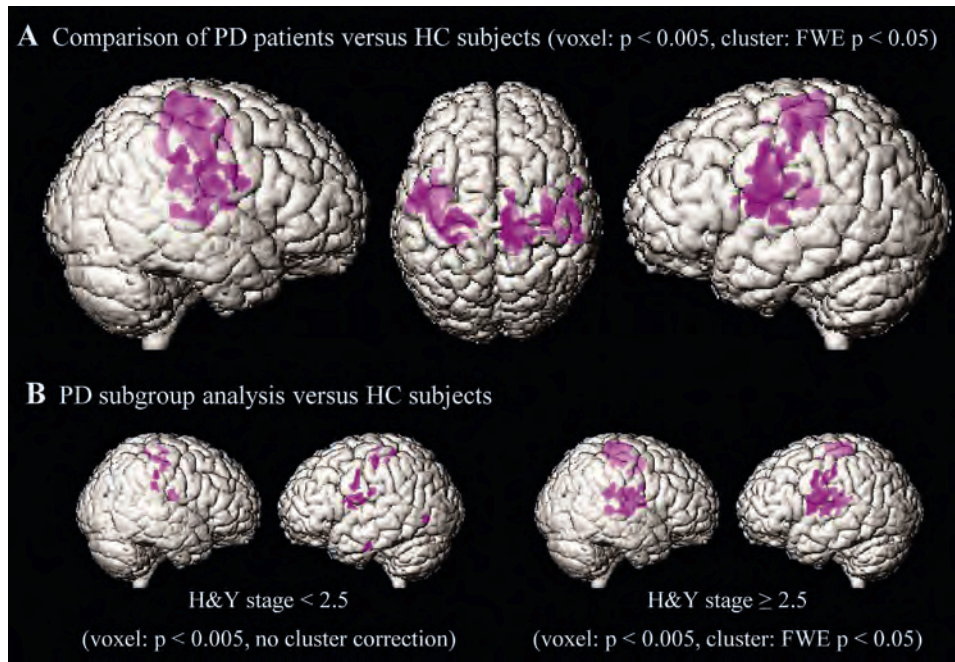 A Comparison of PD patients versus HC subjects (voxel: p < 0.005, cluster: FWE p < 0.05)
B PD subgroup analysis versus HC subjects
H&Y stage < 2.5
(voxel: p < 0.005, no cluster correction)
H&Y stage ≥ 2.5
(voxel: p < 0.005, cluster: FWE p < 0.05)